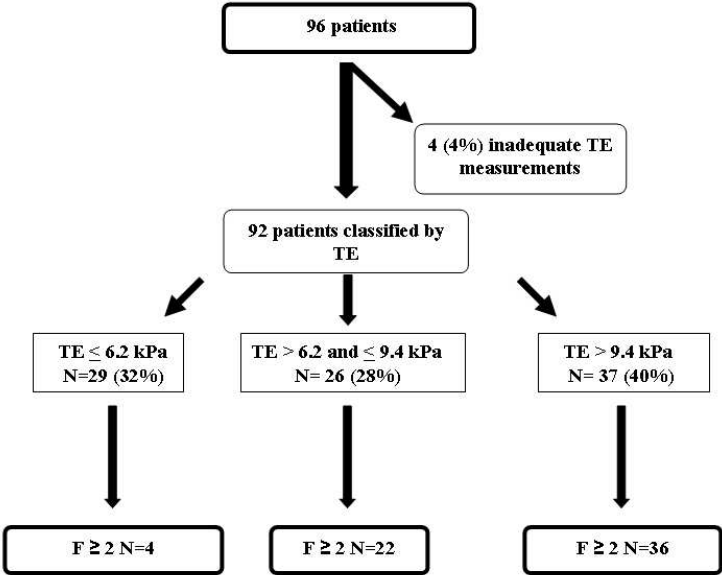 96 patients
4 (4%) inadequate TE
measurements
92 patients classified by
TE
TE ≤ 6.2 kPa
N=29 (32%)
TE > 6.2 and ≤ 9.4 kPa
N= 26 (28%)
TE > 9.4 kPa
N= 37 (40%)
F ≥ 2 N=4
F ≥ 2 N=22
F ≥ 2 N=36